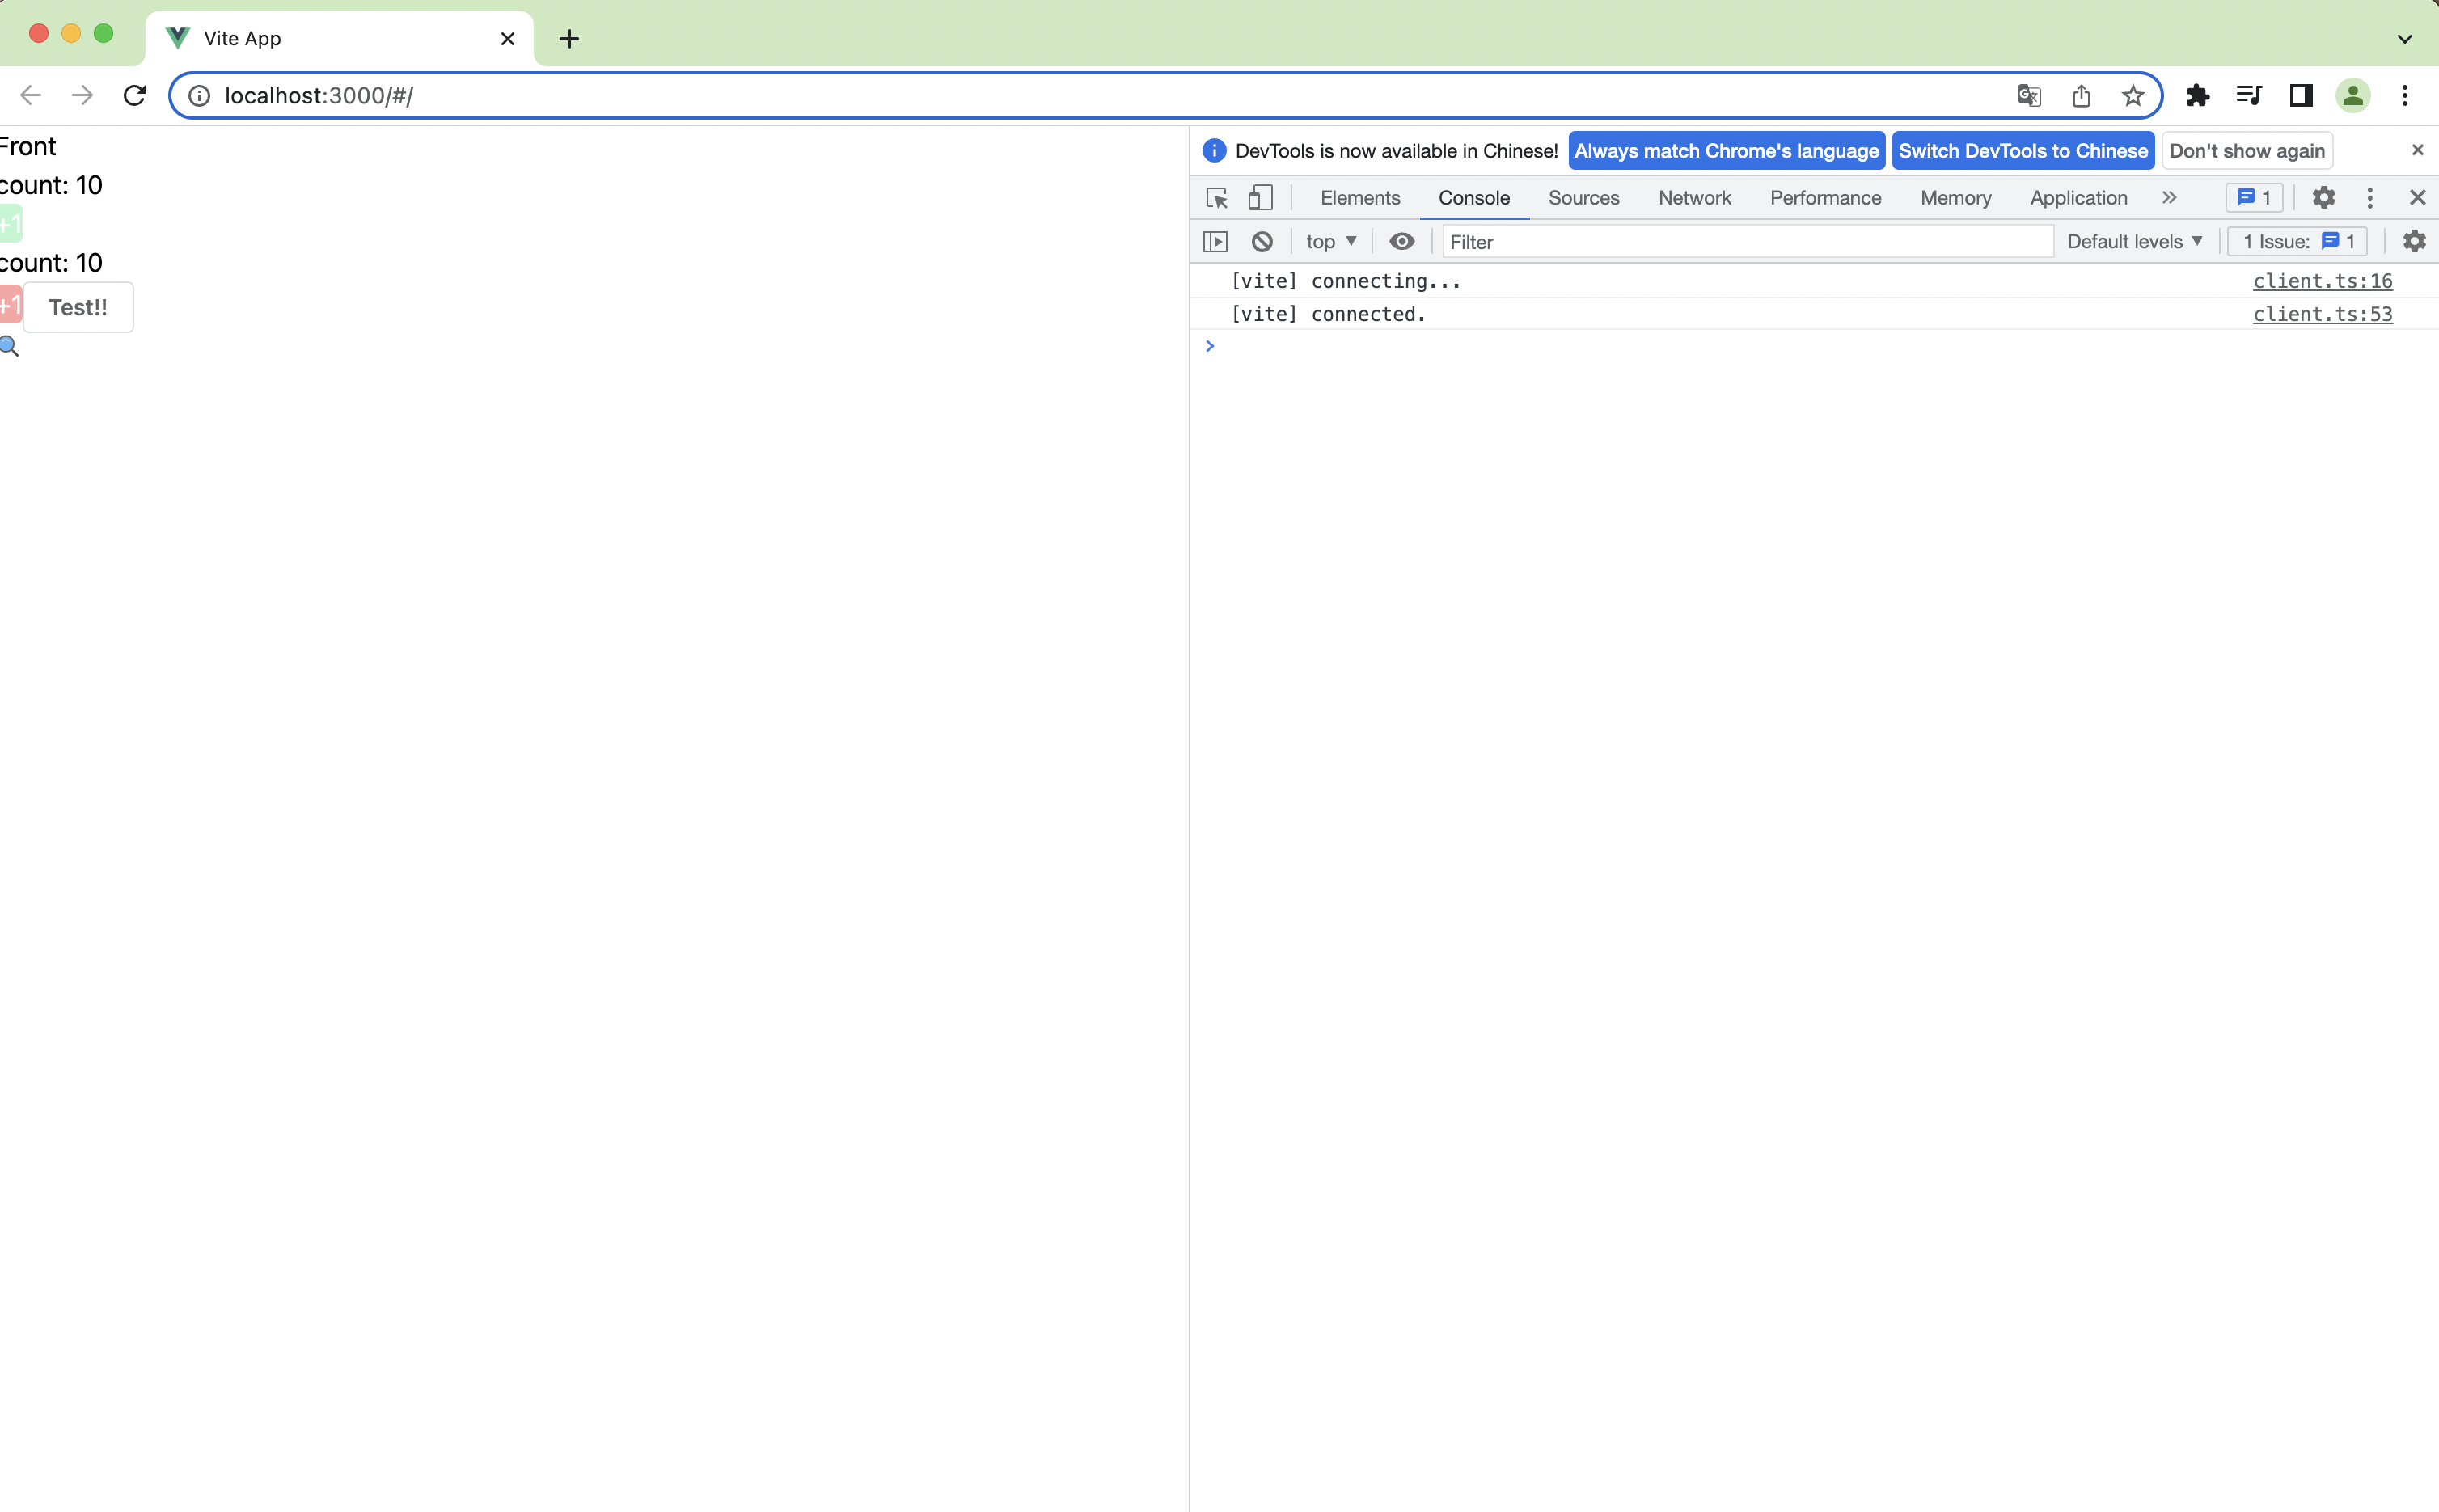 Vite App
localhost:3000/#/
Front
count: 10
+1
count: 10
+1 Test!!
DevTools is now available in Chinese! Always match Chrome's language Switch DevTools to Chinese Don't show again
Elements Console Sources Network Performance Memory Application 1
top Filter Default levels 1 Issue: 1
[vite] connecting... client.ts:16
[vite] connected. client.ts:53